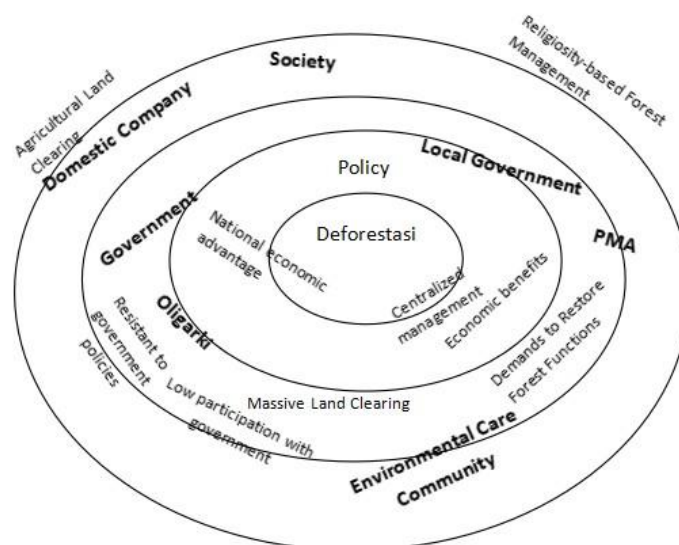 Society
Religiosity-based Forest
Management
Agricultural Land
Clearing
Domestic Company
Policy
Local Government
Government
National economic
advantage
Deforestasi
PMA
Centralized
management
Economic benefits
Oligarki
Resistant to
government
policies
Low participation with
government
Massive Land Clearing
Demands to Restore
Forest Functions
Environmental Care
Community